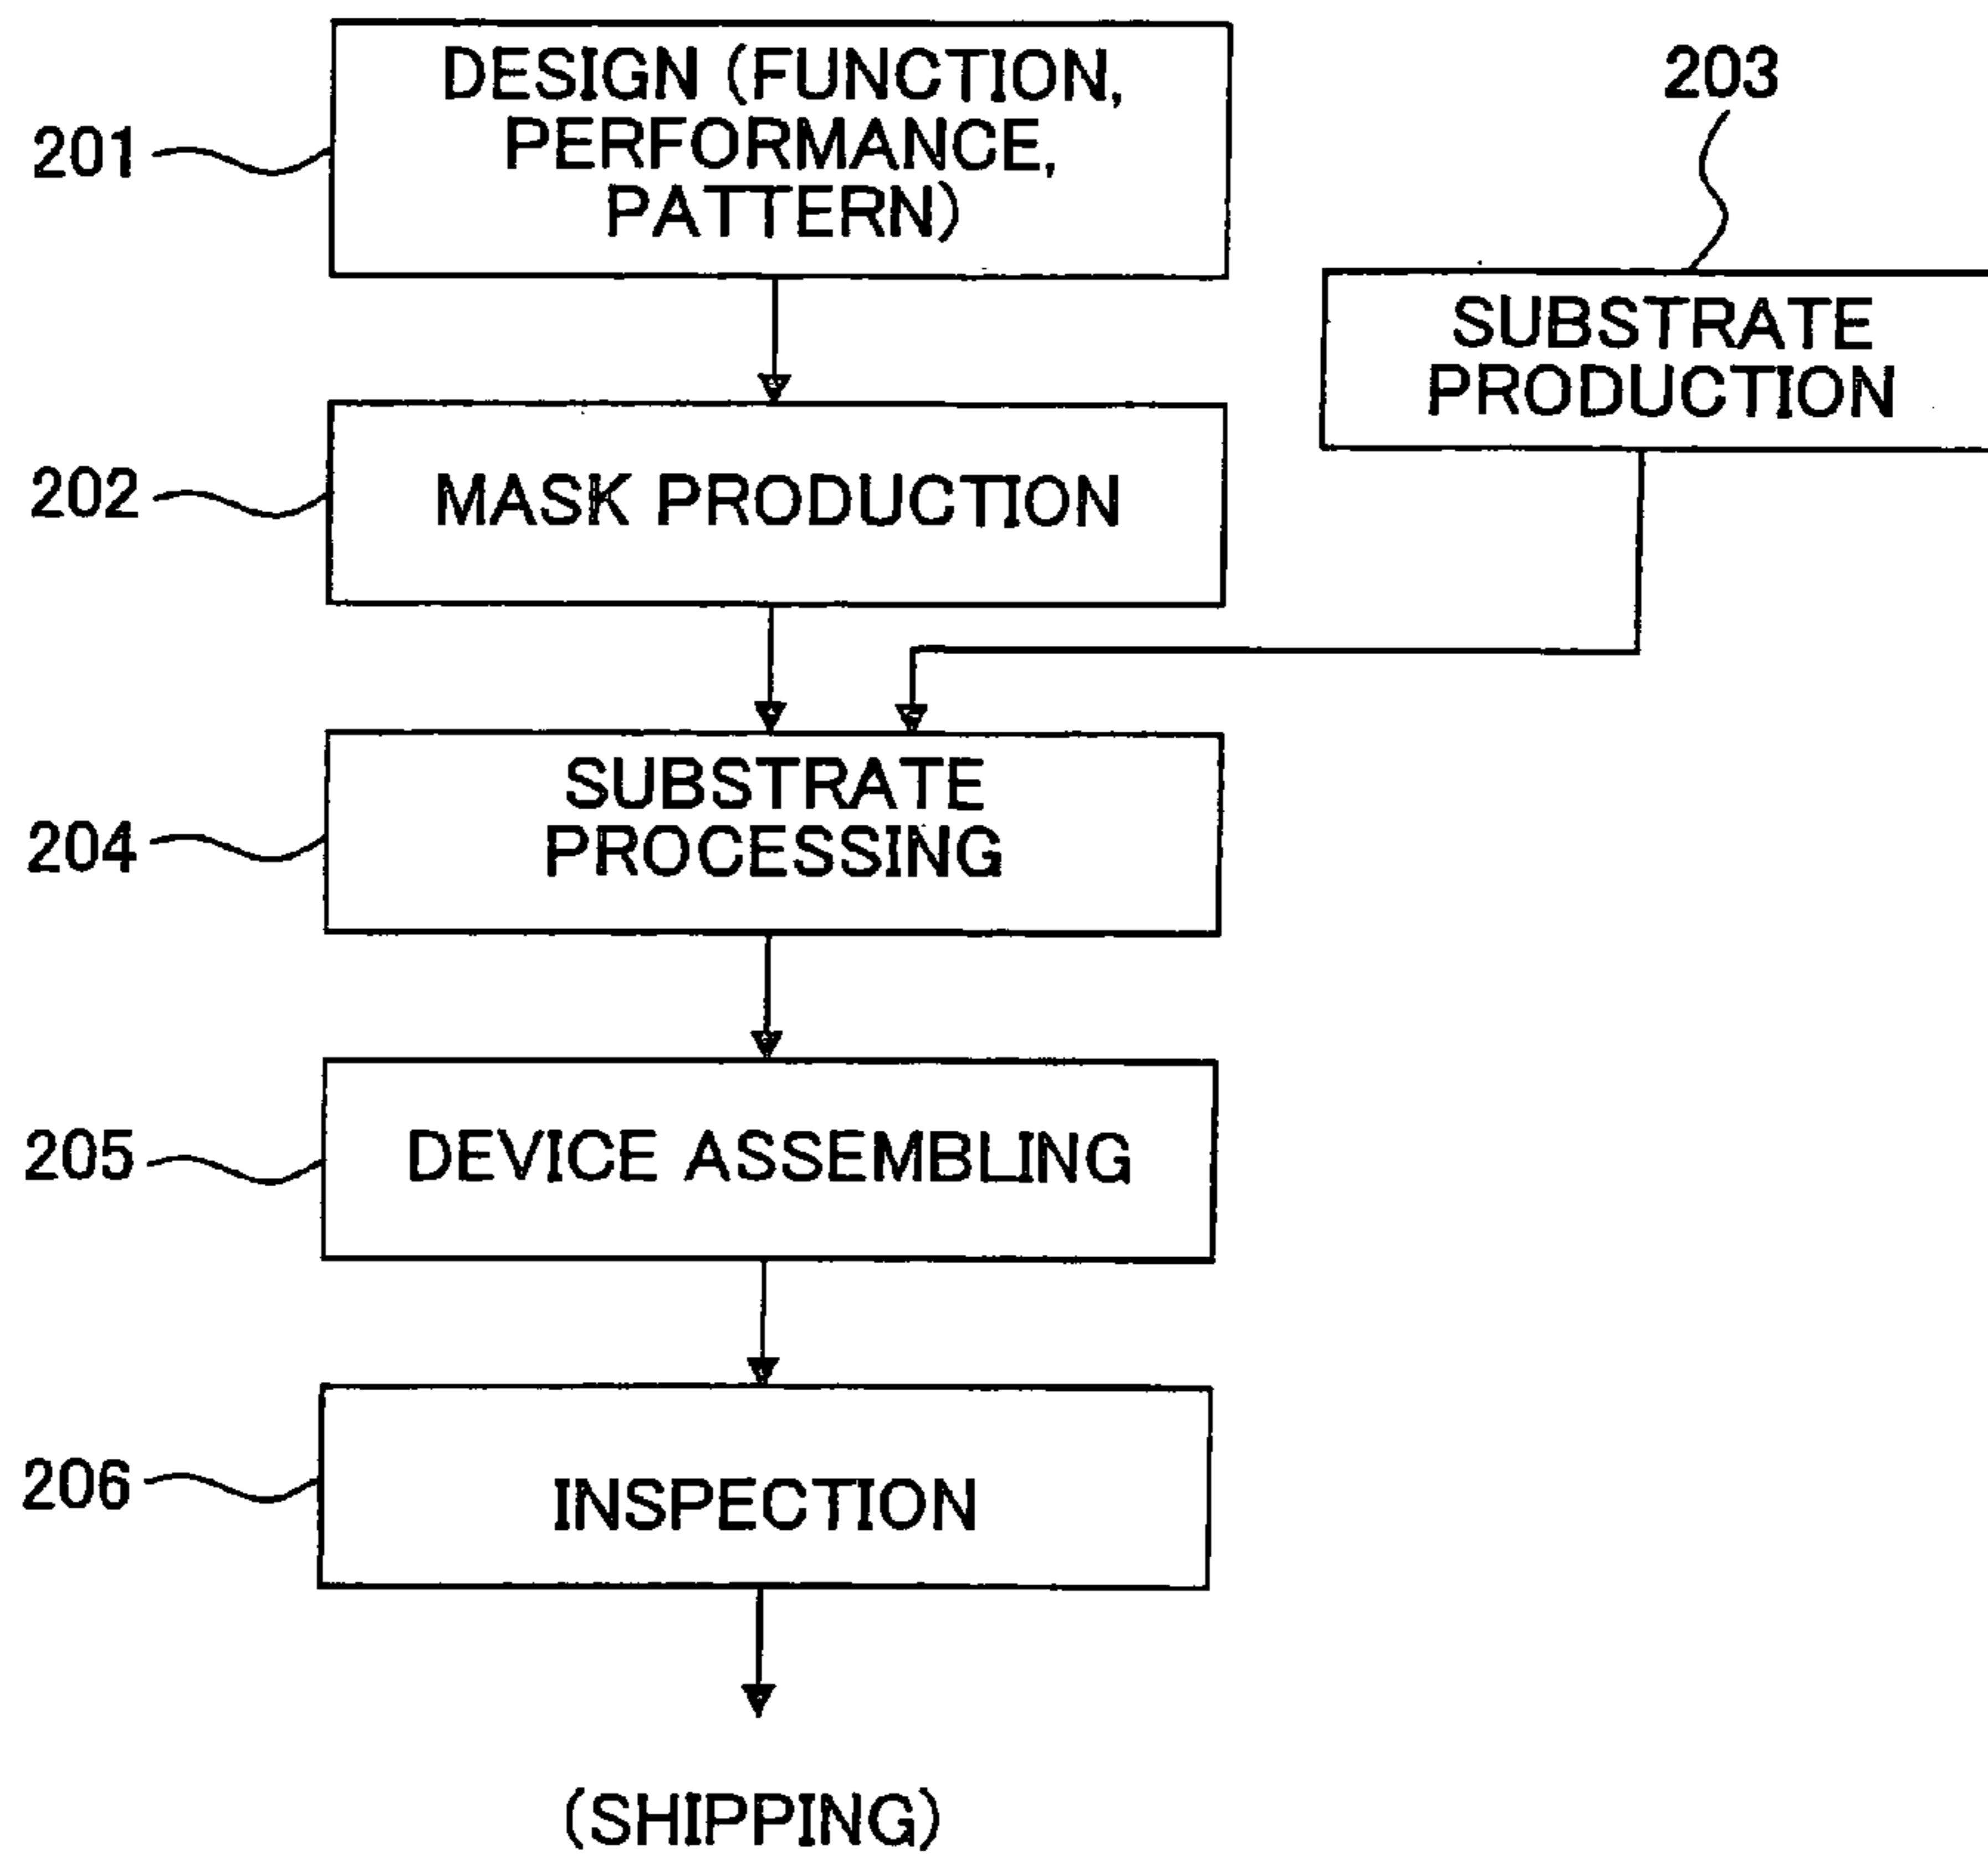 201
DESIGN (FUNCTION,
PERFORMANCE,
PATTERN)
203
SUBSTRATE
PRODUCTION
202
MASK PRODUCTION
204
SUBSTRATE
PROCESSING
205
DEVICE ASSEMBLING
206
INSPECTION
(SHIPPING)